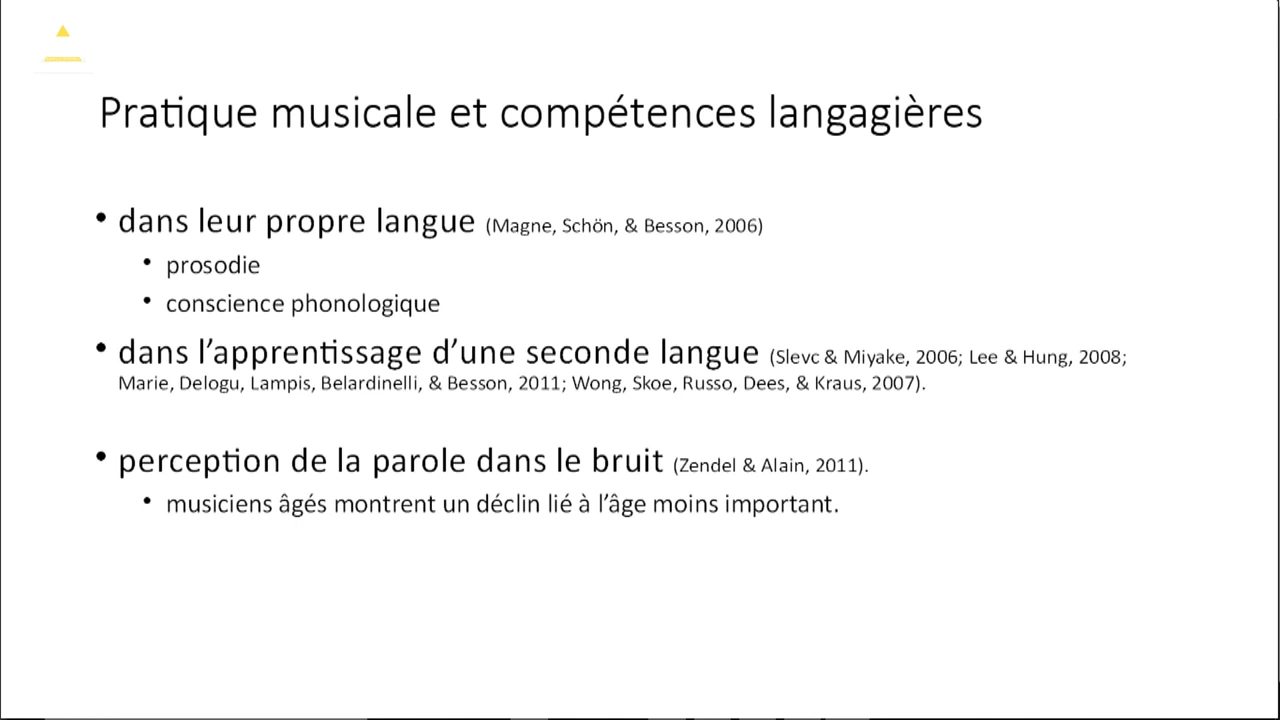 Pratique musicale et compétences langagières
• dans leur propre langue (Magne, Schön, & Besson, 2006)
• prosodie
• conscience phonologique
• dans l’apprentissage d’une seconde langue (Slevc & Miyake, 2006; Lee & Hung, 2008;
Marie, Delogu, Lampis, Belardinelli, & Besson, 2011; Wong, Skoe, Russo, Dees, & Kraus, 2007).
• perception de la parole dans le bruit (Zendel & Alain, 2011).
• musiciens âgés montrent un déclin lié à l’âge moins important.